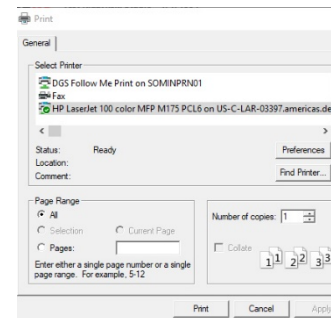 Print
General
Select Printer
DGS Follow Me Print on SOMINPRN01
Fax
HP LaserJet 100 color MFP M175 PCL6 on US-C-LAR-03397.americas.de
Status: Ready Preferences
Location:
Comment: Find Printer...
Page Range
All
Selection Current Page
Pages:
Enter either a single page number or a single
page range. For example, 5-12
Number of copies: 1
Collate
11 22 33
Print Cancel Apply